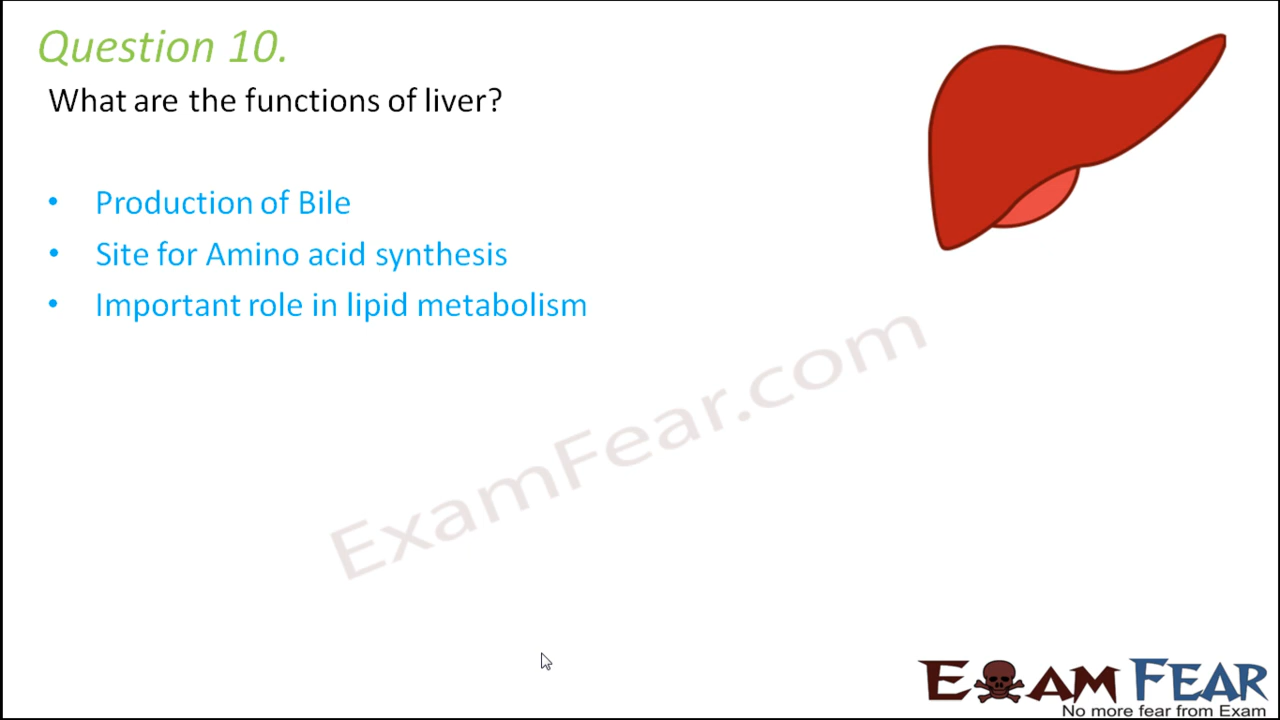 Question 10.
What are the functions of liver?
• Production of Bile
• Site for Amino acid synthesis
• Important role in lipid metabolism
ExamFear.com
EXAM FEAR
No more fear from Exam